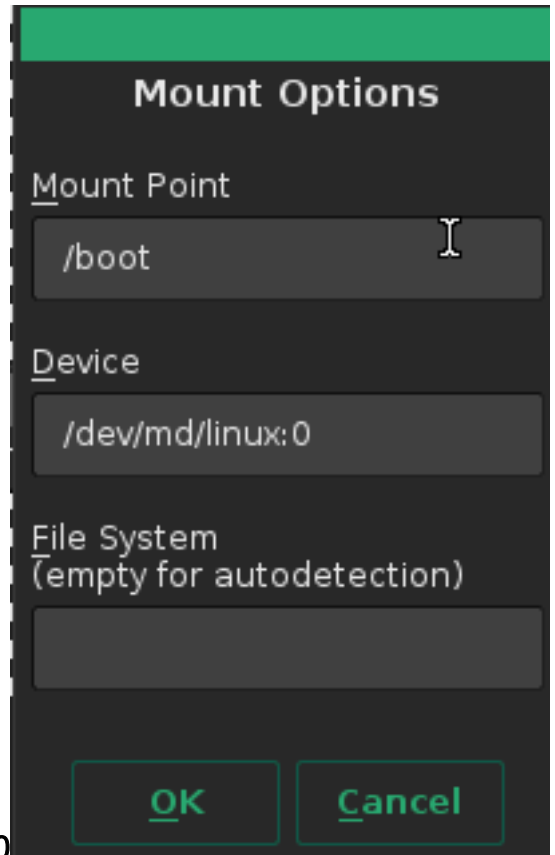 Mount Options
Mount Point
/boot
Device
/dev/md/linux:0
File System
(empty for autodetection)
OK
Cancel